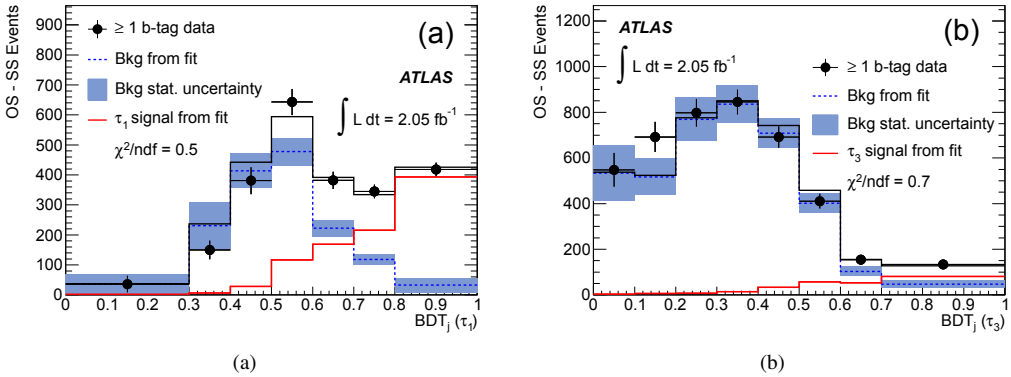 OS - SS Events
1000
900
800
700
600
500
400
300
200
100
0
(a)
≥ 1 b-tag data
Bkg from fit
Bkg stat. uncertainty
τ1 signal from fit
χ²/ndf = 0.5
ATLAS
∫ L dt = 2.05 fb⁻¹
0 0.1 0.2 0.3 0.4 0.5 0.6 0.7 0.8 0.9 1
BDTj (τ1)
(a)
OS - SS Events
1200
1000
800
600
400
200
0
(b)
ATLAS
∫ L dt = 2.05 fb⁻¹
≥ 1 b-tag data
Bkg from fit
Bkg stat. uncertainty
τ3 signal from fit
χ²/ndf = 0.7
0 0.1 0.2 0.3 0.4 0.5 0.6 0.7 0.8 0.9 1
BDTj (τ3)
(b)